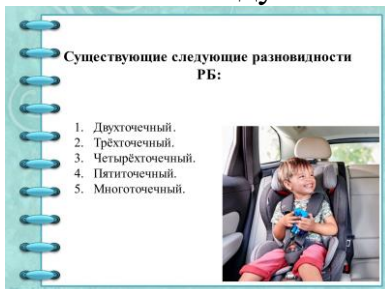 Существующие следующие разновидности
РБ:
1. Двухточечный.
2. Трёхточечный.
3. Четырёхточечный.
4. Пятиточечный.
5. Многоточечный.